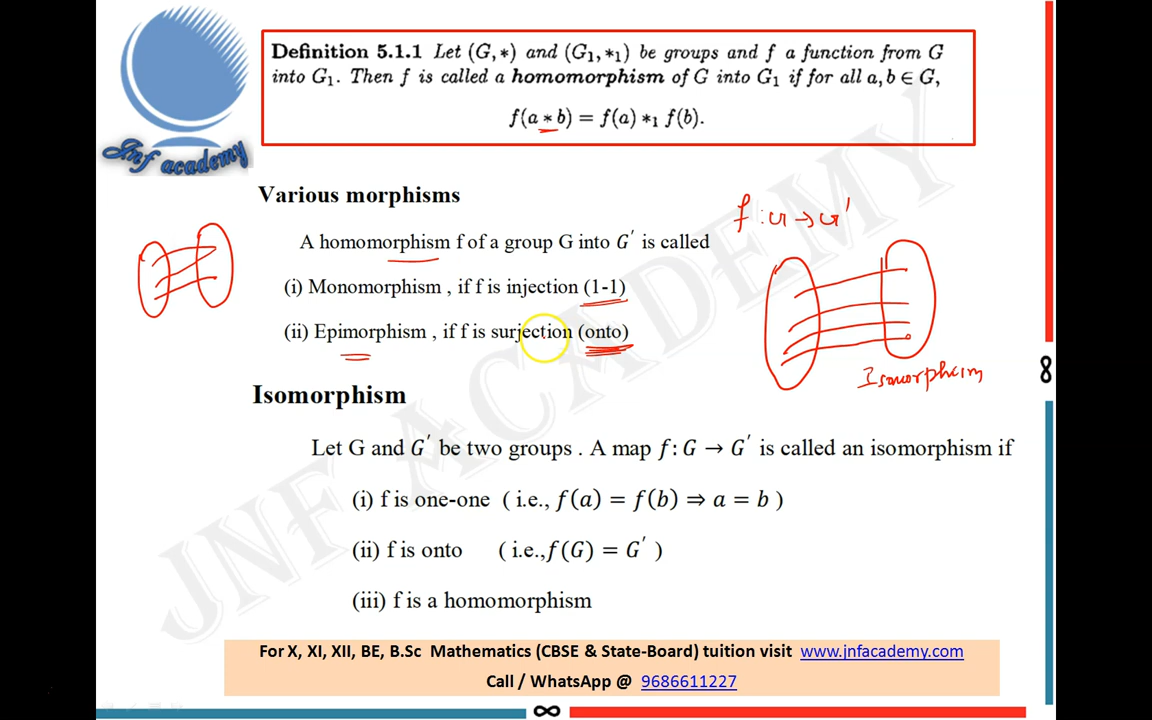 Jnf academy
Definition 5.1.1 Let (G, *) and (G₁, *₁) be groups and f a function from G
into G₁. Then f is called a homomorphism of G into G₁ if for all a, b ∈ G,
f(a * b) = f(a) *₁ f(b).
Various morphisms
f : G → G'
A homomorphism f of a group G into G′ is called
(i) Monomorphism , if f is injection (1-1)
(ii) Epimorphism , if f is surjection (onto)
Isomorphism
8
Isomorphism
Let G and G′ be two groups . A map f: G → G′ is called an isomorphism if
(i) f is one-one ( i.e., f(a) = f(b) ⇒ a = b )
(ii) f is onto ( i.e.,f(G) = G′ )
(iii) f is a homomorphism
JNF ACADEMY
For X, XI, XII, BE, B.Sc Mathematics (CBSE & State-Board) tuition visit www.jnfacademy.com
Call / WhatsApp @ 9686611227
∞